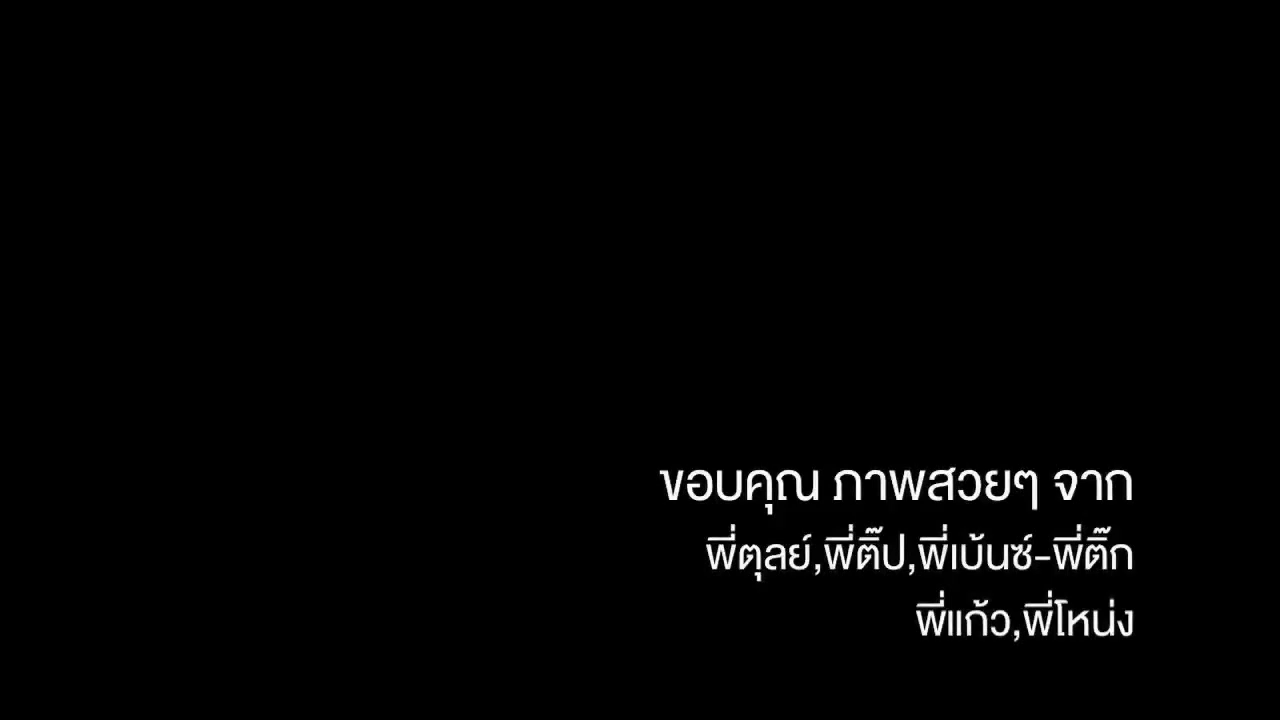 ขอบคุณ ภาพสวยๆ จาก
พี่ตุลย์,พี่ติ๊ป,พี่เบ้นซ์-พี่ติ๊ก
พี่แก้ว,พี่โหน่ง